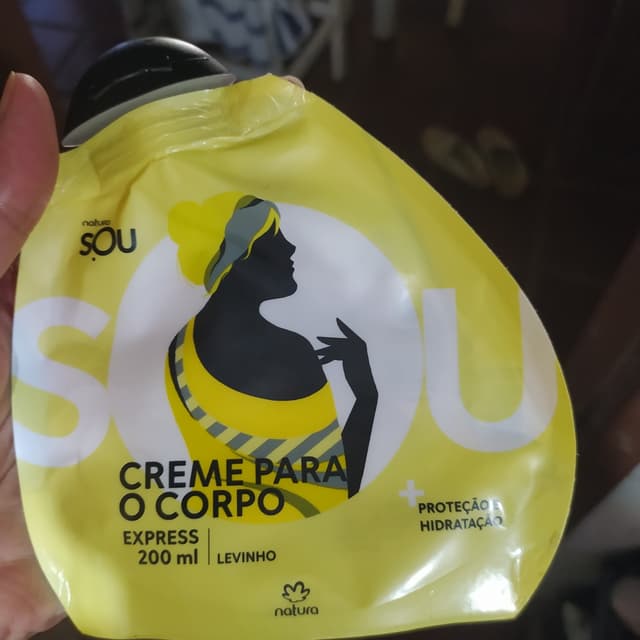 natura
SOU
SOU
CREME PARA
O CORPO
EXPRESS
200 ml
LEVINHO
+
PROTEÇÃO E
HIDRATAÇÃO
natura